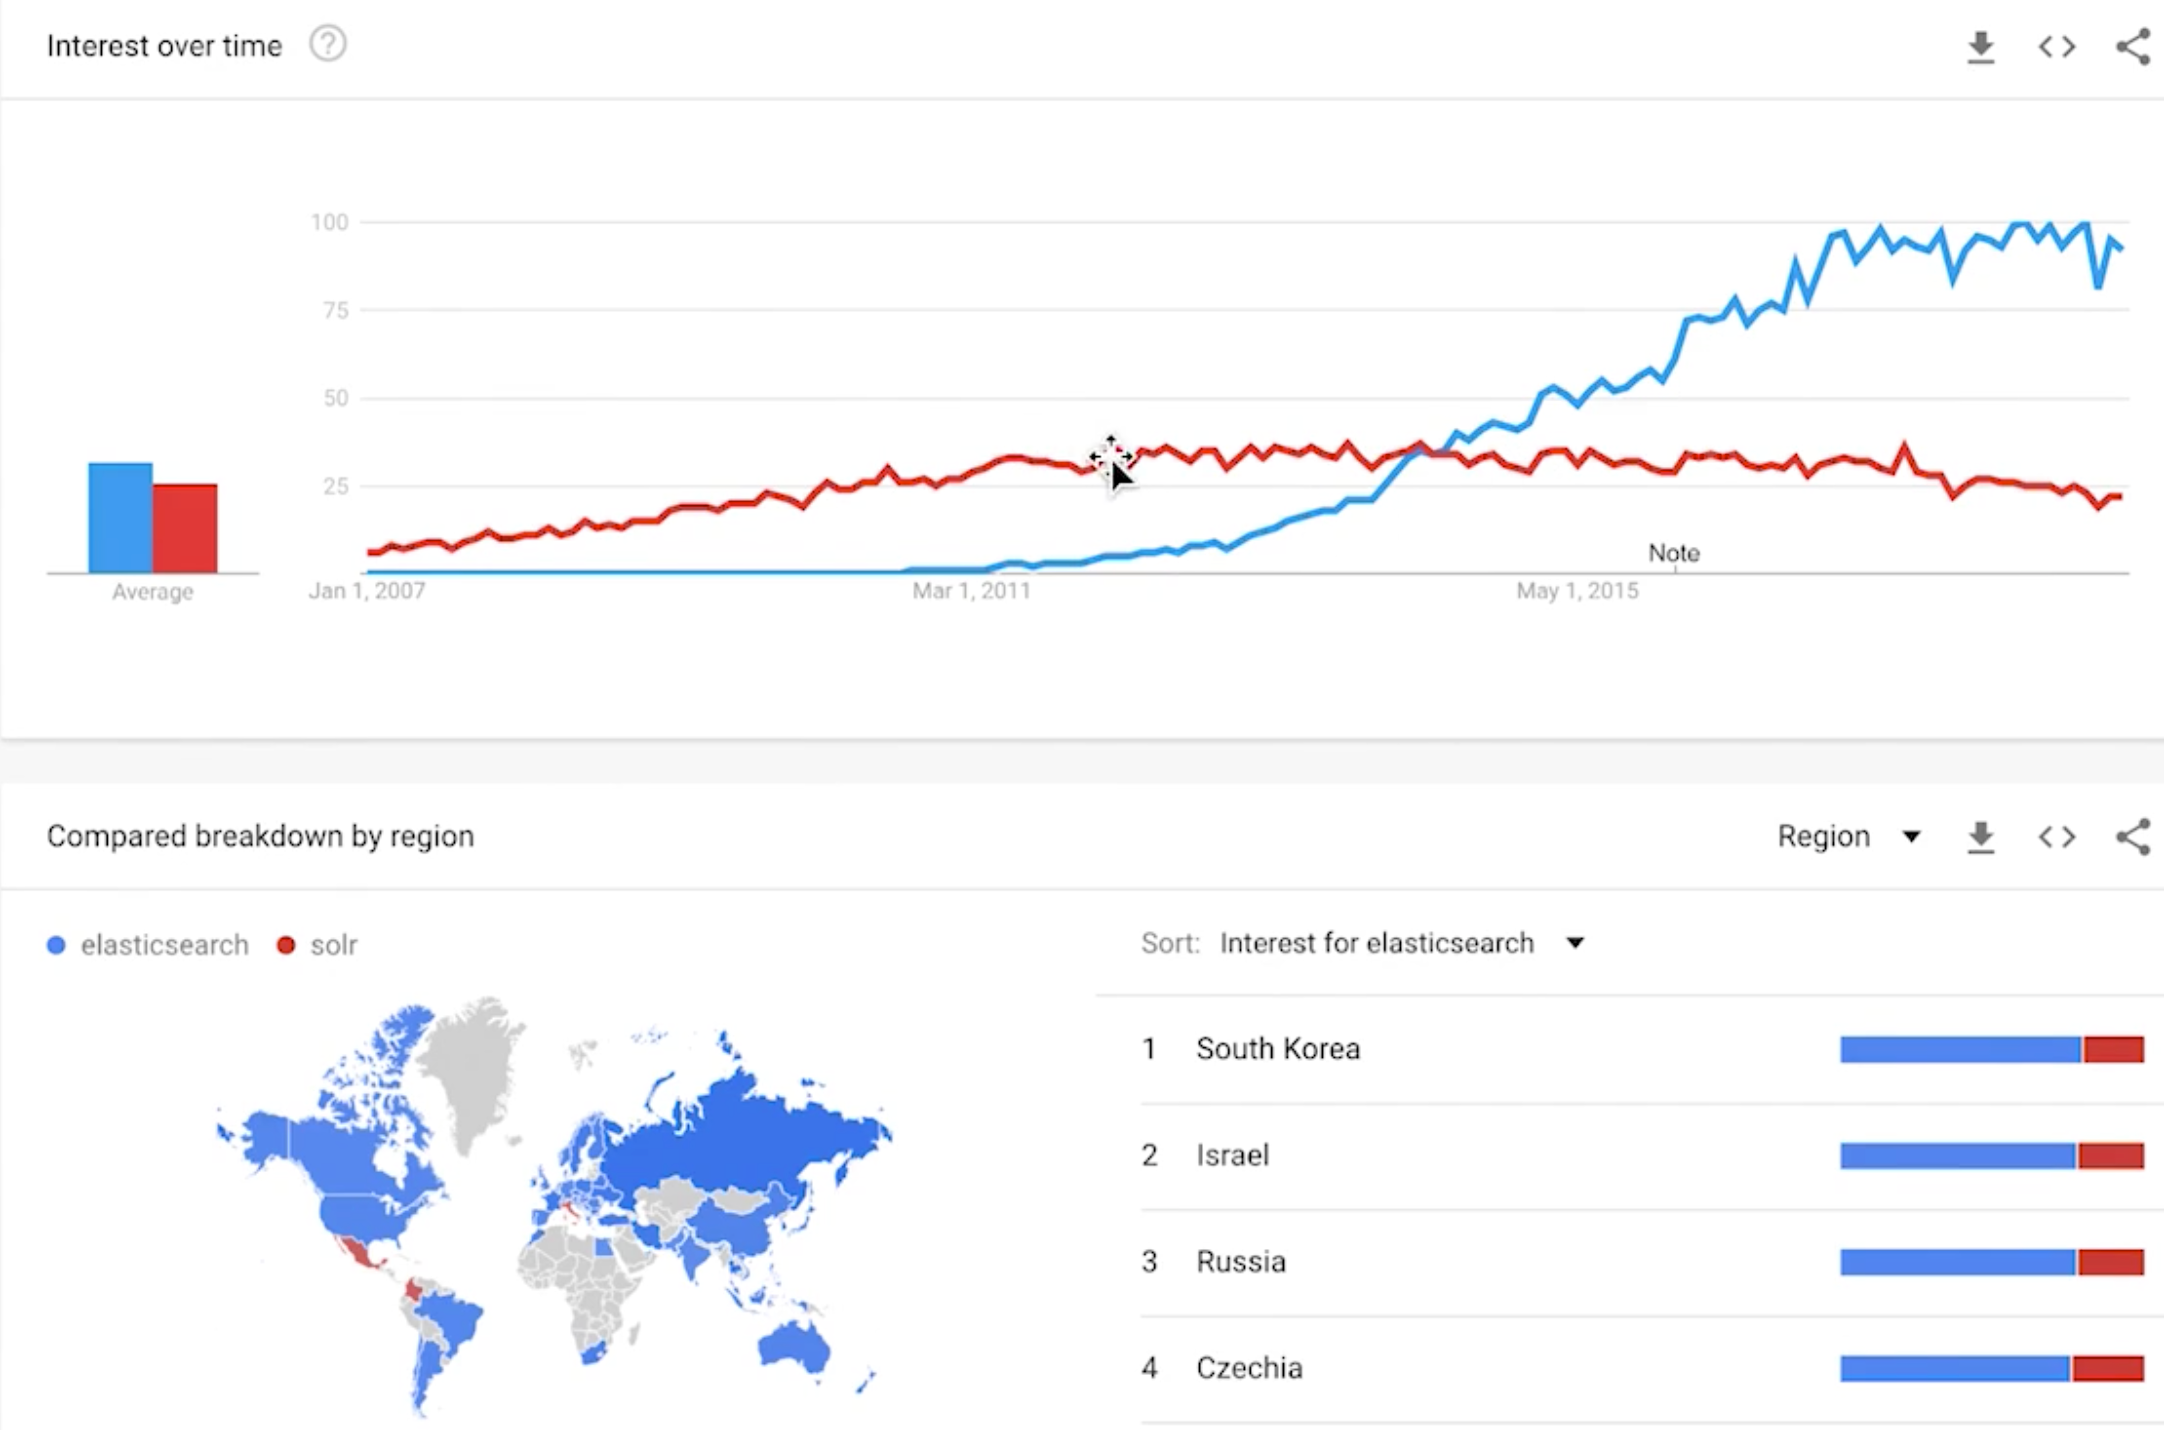 Interest over time
100
75
50
25
Note
Average
Jan 1, 2007
Mar 1, 2011
May 1, 2015
Compared breakdown by region
Region
elasticsearch solr
Sort: Interest for elasticsearch
1 South Korea
2 Israel
3 Russia
4 Czechia